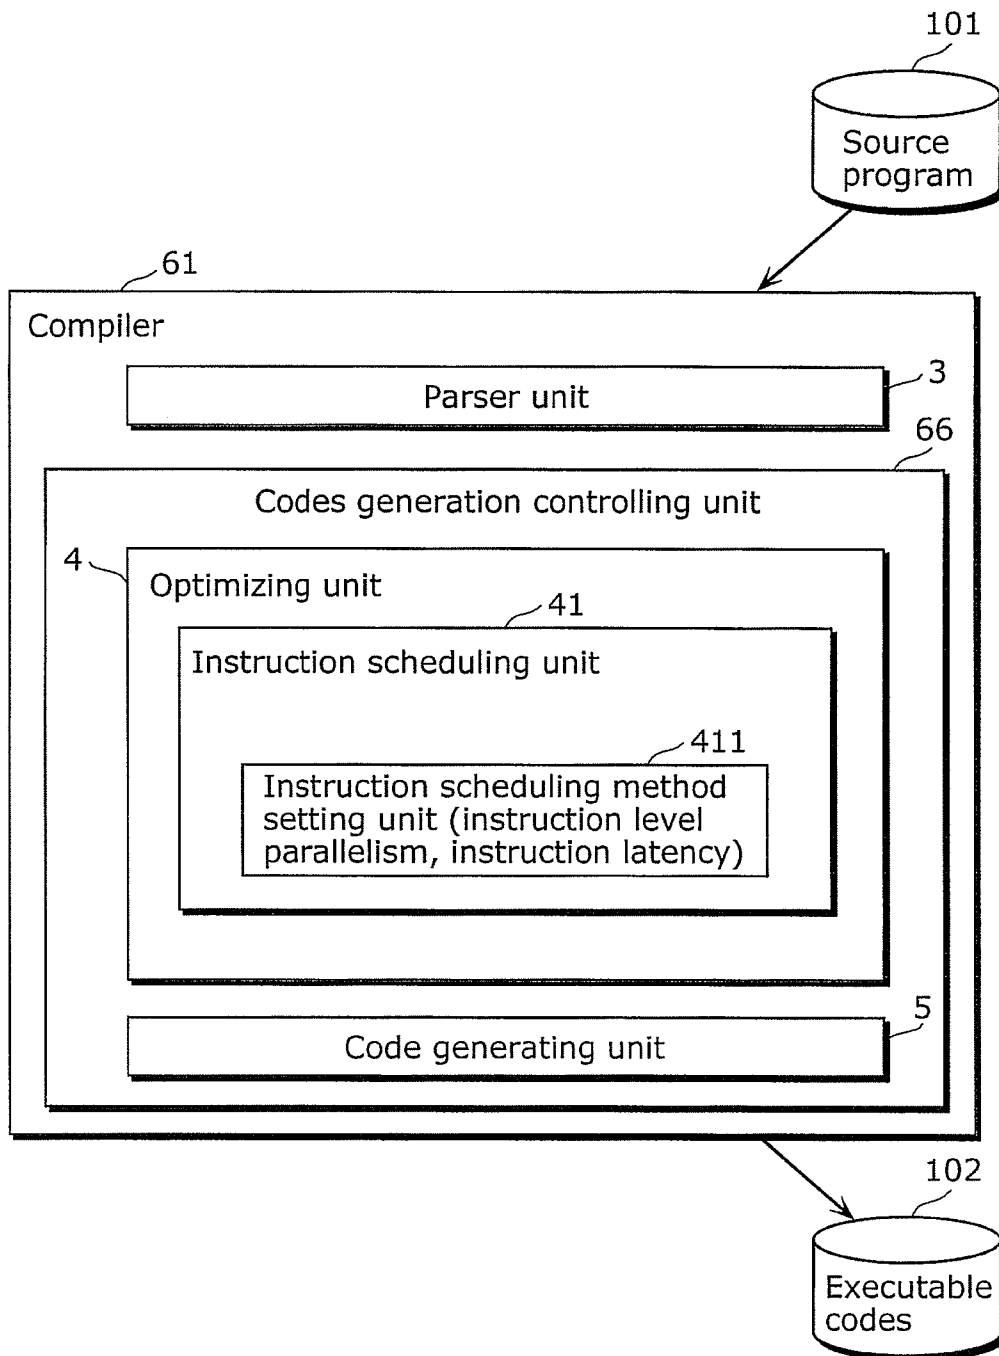 101
Source
program
61
Compiler
3
Parser unit
66
Codes generation controlling unit
4
Optimizing unit
41
Instruction scheduling unit
411
Instruction scheduling method
setting unit (instruction level
parallelism, instruction latency)
5
Code generating unit
102
Executable
codes